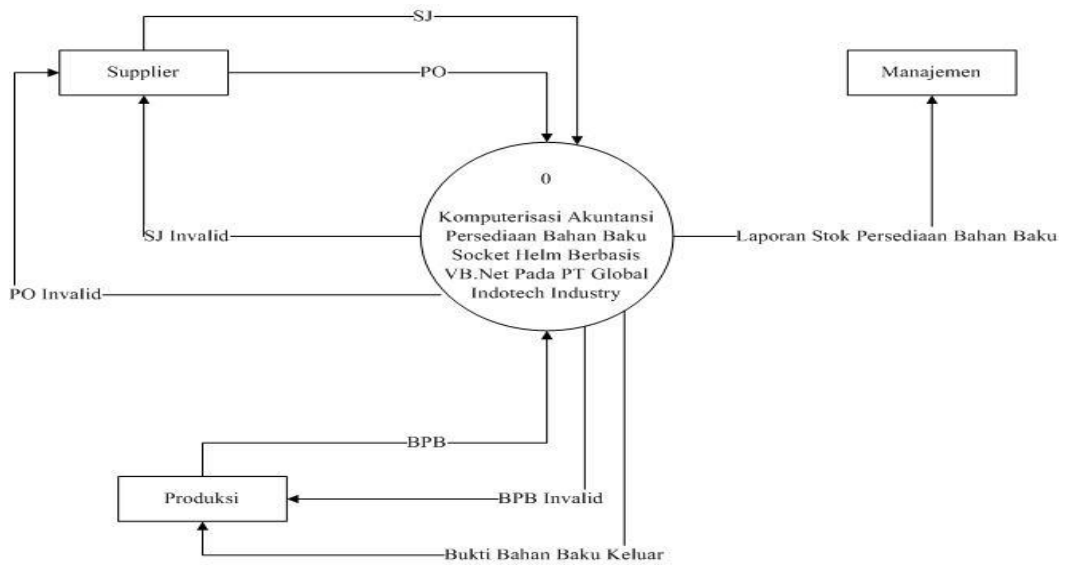 SJ
Supplier
PO
Manajemen
0
Komputerisasi Akuntansi
Persediaan Bahan Baku
Socket Helm Berbasis
VB.Net Pada PT Global
Indotech Industry
SJ Invalid
Laporan Stok Persediaan Bahan Baku
PO Invalid
BPB
Produksi
BPB Invalid
Bukti Bahan Baku Keluar